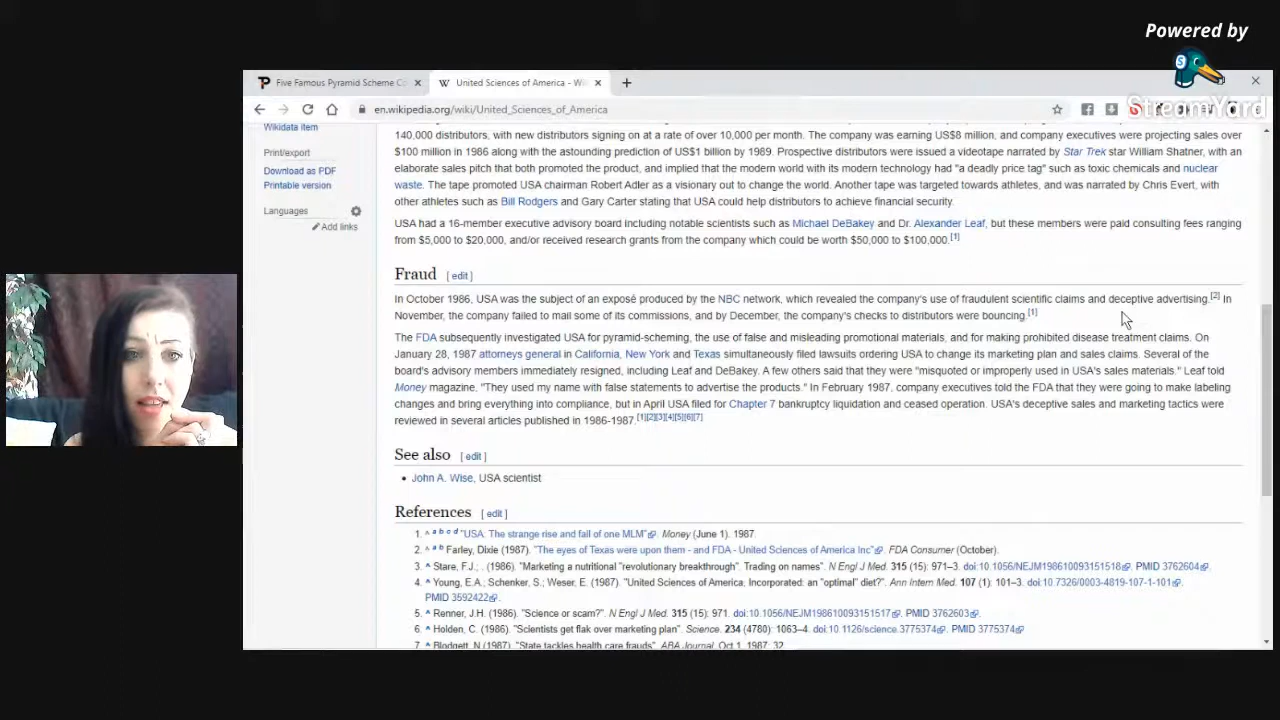 Powered by
Five Famous Pyramid Scheme C
United Sciences of America - Wi
StreamYard
en.wikipedia.org/wiki/United_Sciences_of_America
Wikidata item
Print/export
Download as PDF
Printable version
Languages
Add links
140,000 distributors, with new distributors signing on at a rate of over 10,000 per month. The company was earning US$8 million, and company executives were projecting sales over
$100 million in 1986 along with the astounding prediction of US$1 billion by 1989. Prospective distributors were issued a videotape narrated by Star Trek star William Shatner, with an
elaborate sales pitch that both promoted the product, and implied that the modern world with its modern technology had "a deadly price tag" such as toxic chemicals and nuclear
waste. The tape promoted USA chairman Robert Adler as a visionary out to change the world. Another tape was targeted towards athletes, and was narrated by Chris Evert, with
other athletes such as Bill Rodgers and Gary Carter stating that USA could help distributors to achieve financial security.
USA had a 16-member executive advisory board including notable scientists such as Michael DeBakey and Dr. Alexander Leaf, but these members were paid consulting fees ranging
from $5,000 to $20,000, and/or received research grants from the company which could be worth $50,000 to $100,000.[1]
Fraud [ edit ]
In October 1986, USA was the subject of an exposé produced by the NBC network, which revealed the company's use of fraudulent scientific claims and deceptive advertising.[2] In
November, the company failed to mail some of its commissions, and by December, the company's checks to distributors were bouncing.[1]
The FDA subsequently investigated USA for pyramid-scheming, the use of false and misleading promotional materials, and for making prohibited disease treatment claims. On
January 28, 1987 attorneys general in California, New York and Texas simultaneously filed lawsuits ordering USA to change its marketing plan and sales claims. Several of the
board's advisory members immediately resigned, including Leaf and DeBakey. A few others said that they were "misquoted or improperly used in USA's sales materials." Leaf told
Money magazine, "They used my name with false statements to advertise the products." In February 1987, company executives told the FDA that they were going to make labeling
changes and bring everything into compliance, but in April USA filed for Chapter 7 bankruptcy liquidation and ceased operation. USA's deceptive sales and marketing tactics were
reviewed in several articles published in 1986-1987.[1][2][3][4][5][6][7]
See also [ edit ]
• John A. Wise, USA scientist
References [ edit ]
1. ^ a b c d "USA. The strange rise and fall of one MLM". Money (June 1). 1987.
2. ^ a b Farley, Dixie (1987). "The eyes of Texas were upon them - and FDA - United Sciences of America Inc". FDA Consumer (October).
3. ^ Stare, F.J.; . (1986). "Marketing a nutritional "revolutionary breakthrough". Trading on names". N Engl J Med. 315 (15): 971–3. doi:10.1056/NEJM198610093151518. PMID 3762604.
4. ^ Young, E.A.; Schenker, S.; Weser, E. (1987). "United Sciences of America, Incorporated: an "optimal" diet?". Ann Intern Med. 107 (1): 101–3. doi:10.7326/0003-4819-107-1-101.
PMID 3592422.
5. ^ Renner, J.H. (1986). "Science or scam?". N Engl J Med. 315 (15): 971. doi:10.1056/NEJM198610093151517. PMID 3762603.
6. ^ Holden, C. (1986). "Scientists get flak over marketing plan". Science. 234 (4780): 1063–4. doi:10.1126/science.3775374. PMID 3775374
7. ^ Blodgett, N (1987). "State tackles health care frauds". ABA Journal. Oct 1, 1987: 32.